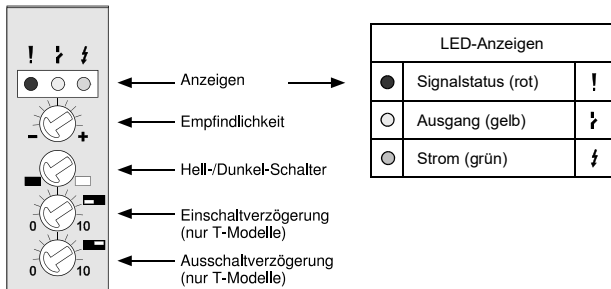 !
Anzeigen
- +
Empfindlichkeit
Hell-/Dunkel-Schalter
0 10
Einschaltverzögerung
(nur T-Modelle)
0 10
Ausschaltverzögerung
(nur T-Modelle)
LED-Anzeigen
Signalstatus (rot) !
Ausgang (gelb)
Strom (grün)